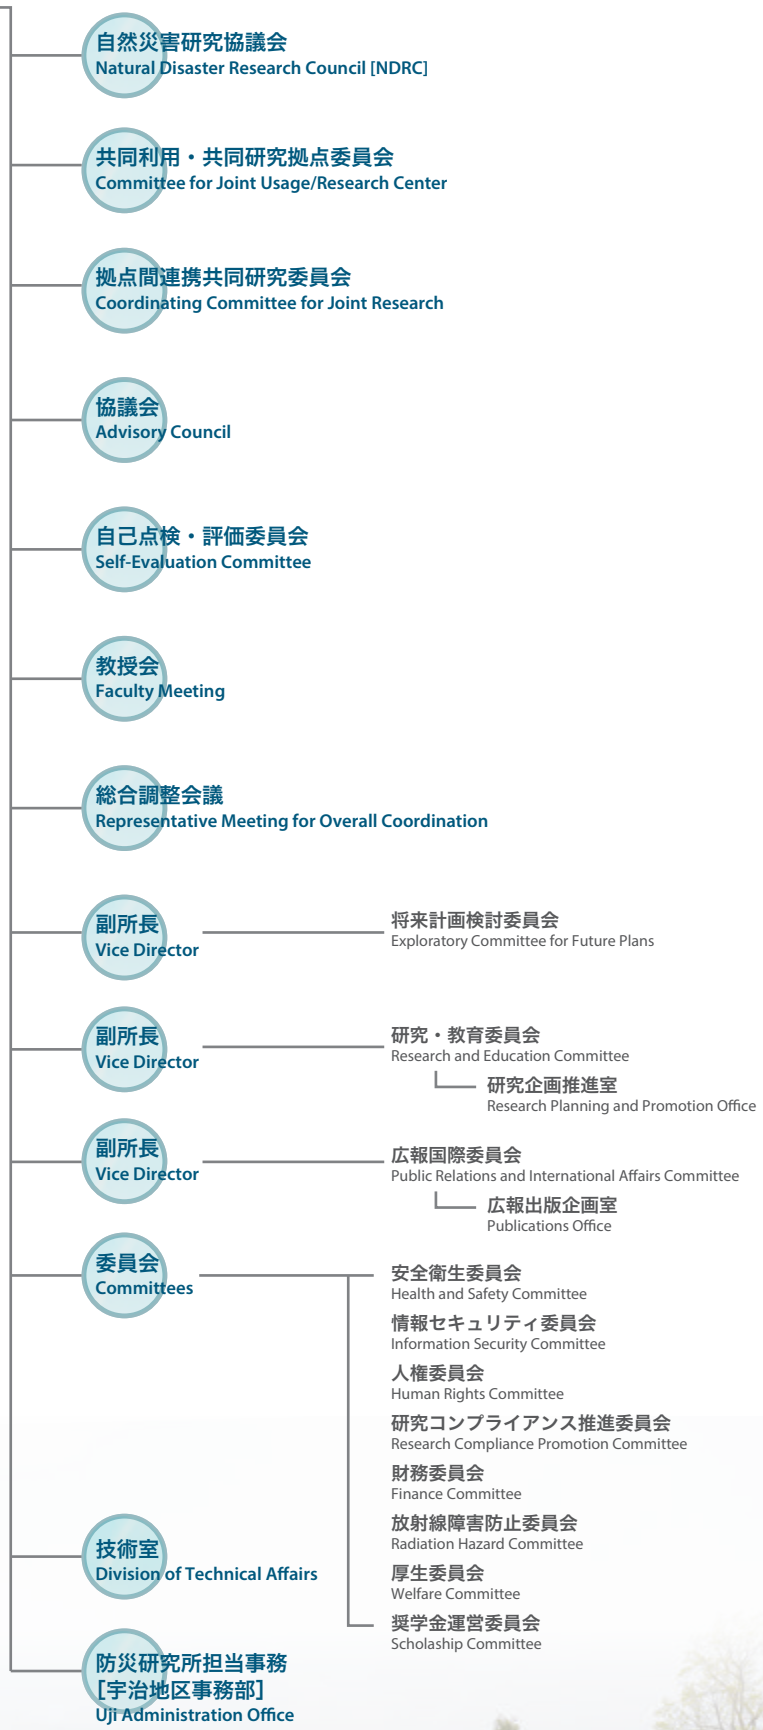 自然災害研究協議会
Natural Disaster Research Council [NDRC]
共同利用・共同研究拠点委員会
Committee for Joint Usage/Research Center
拠点間連携共同研究委員会
Coordinating Committee for Joint Research
協議会
Advisory Council
自己点検・評価委員会
Self-Evaluation Committee
教授会
Faculty Meeting
総合調整会議
Representative Meeting for Overall Coordination
副所長
Vice Director
将来計画検討委員会
Exploratory Committee for Future Plans
副所長
Vice Director
研究・教育委員会
Research and Education Committee
研究企画推進室
Research Planning and Promotion Office
副所長
Vice Director
広報国際委員会
Public Relations and International Affairs Committee
広報出版企画室
Publications Office
委員会
Committees
安全衛生委員会
Health and Safety Committee
情報セキュリティ委員会
Information Security Committee
人権委員会
Human Rights Committee
研究コンプライアンス推進委員会
Research Compliance Promotion Committee
財務委員会
Finance Committee
放射線障害防止委員会
Radiation Hazard Committee
厚生委員会
Welfare Committee
奨学金運営委員会
Scholaship Committee
技術室
Division of Technical Affairs
防災研究所担当事務
[宇治地区事務部]
Uji Administration Office